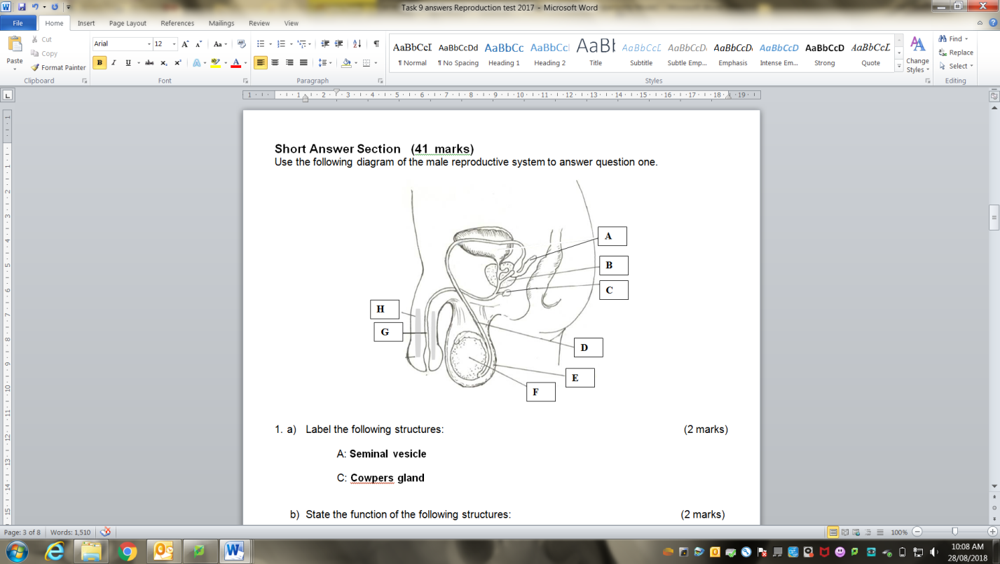 Task 9 answers Reproduction test 2017 - Microsoft Word
File Home Insert Page Layout References Mailings Review View
Paste
Cut
Copy
Format Painter
Clipboard
Arial 12
Font
Paragraph
AaBbCcI AaBbCcDd AaBbCc AaBbCc AaBb AaBbCcD AaBbCcD AaBbCcD AaBbCcD AaBbCcD AaBbCcL
¶ Normal ¶ No Spacing Heading 1 Heading 2 Title Subtitle Subtle Emp... Emphasis Intense Em... Strong Quote
Styles
Change Styles
Find
Replace
Select
Editing
Short Answer Section (41 marks)
Use the following diagram of the male reproductive system to answer question one.
A
B
C
H
G
D
E
F
1. a) Label the following structures: (2 marks)
A: Seminal vesicle
C: Cowpers gland
b) State the function of the following structures: (2 marks)
Page: 3 of 8 Words: 1,510 100%
10:08 AM
28/08/2018